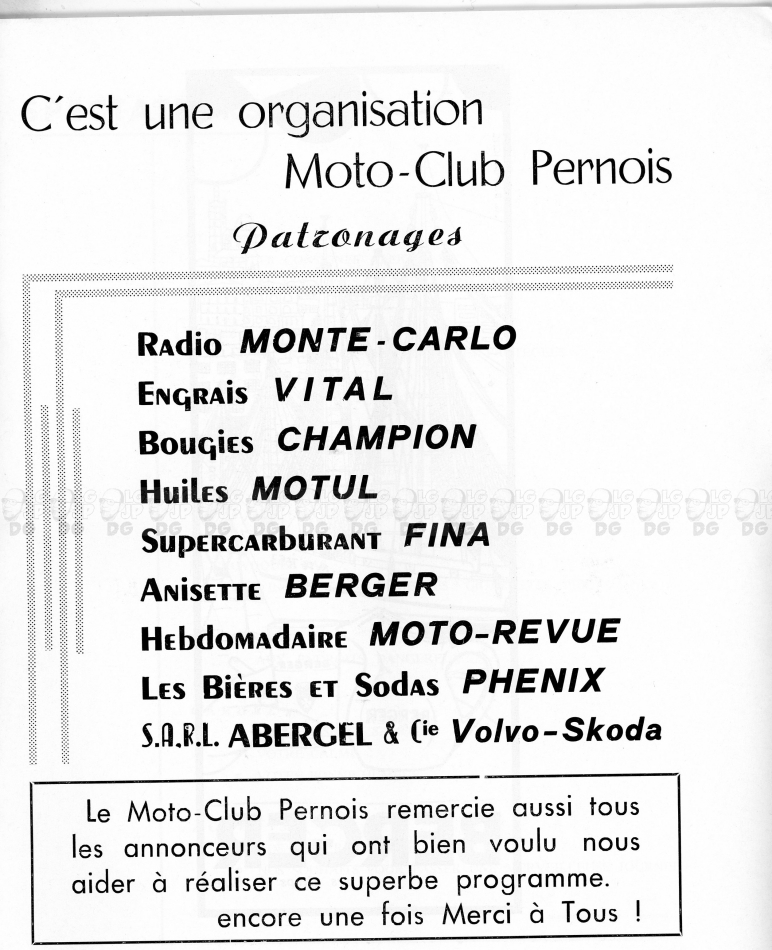 C'est une organisation
Moto-Club Pernois
Patronages
Radio MONTE-CARLO
Engrais VITAL
Bougies CHAMPION
Huiles MOTUL
Supercarburant FINA
Anisette BERGER
Hebdomadaire MOTO-REVUE
Les Bières et Sodas PHENIX
S.A.R.L. ABERGEL & Cie Volvo-Skoda
Le Moto-Club Pernois remercie aussi tous
les annonceurs qui ont bien voulu nous
aider à réaliser ce superbe programme.
encore une fois Merci à Tous !